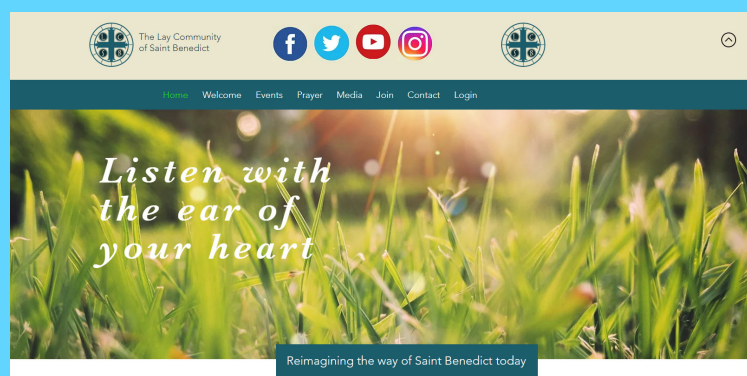 The Lay Community
of Saint Benedict
Home Welcome Events Prayer Media Join Contact Login
Listen with
the ear of
your heart
Reimagining the way of Saint Benedict today